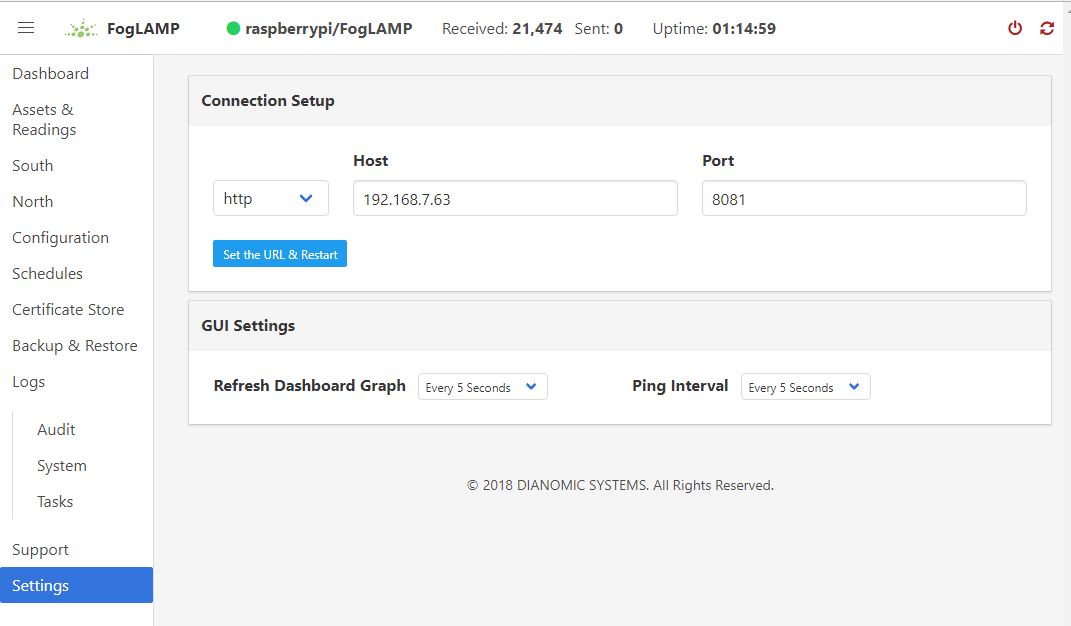 FogLAMP raspberrypi/FogLAMP Received: 21,474 Sent: 0 Uptime: 01:14:59
Dashboard
Assets &
Readings
South
North
Configuration
Schedules
Certificate Store
Backup & Restore
Logs
Audit
System
Tasks
Support
Settings
Connection Setup
Host Port
http 192.168.7.63 8081
Set the URL & Restart
GUI Settings
Refresh Dashboard Graph Every 5 Seconds Ping Interval Every 5 Seconds
© 2018 DIANOMIC SYSTEMS. All Rights Reserved.